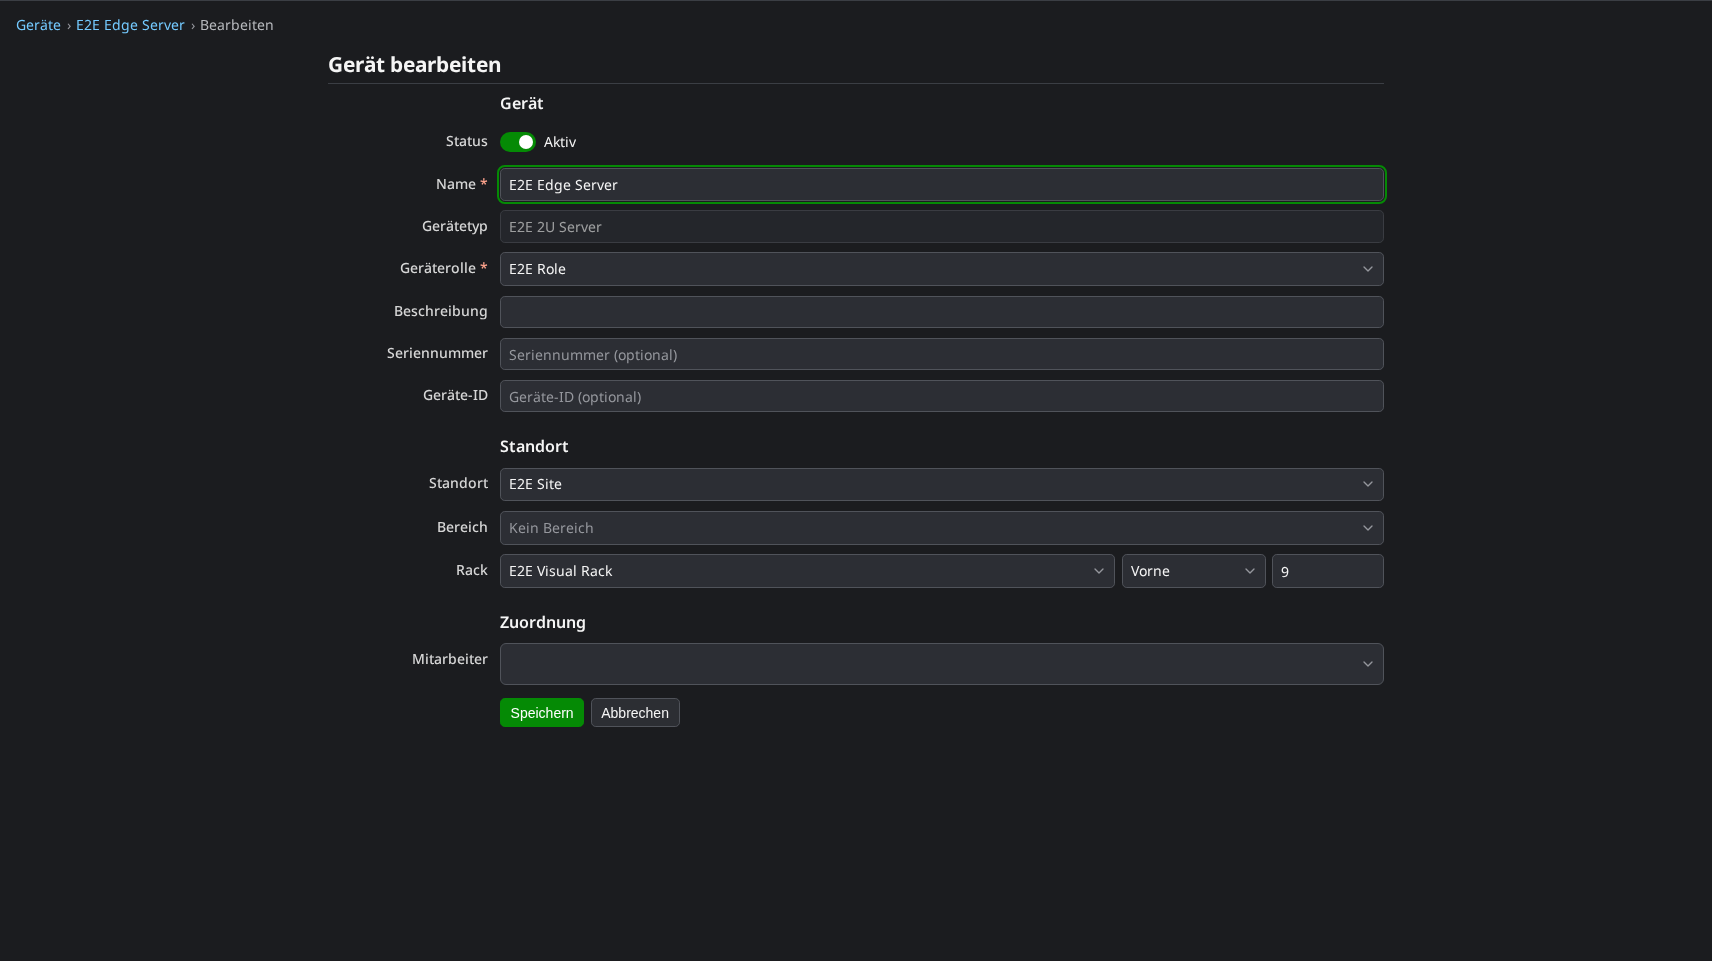 Geräte › E2E Edge Server › Bearbeiten
Gerät bearbeiten
Gerät
Status Aktiv
Name * E2E Edge Server
Gerätetyp E2E 2U Server
Geräterolle * E2E Role
Beschreibung
Seriennummer Seriennummer (optional)
Geräte-ID Geräte-ID (optional)
Standort
Standort E2E Site
Bereich Kein Bereich
Rack E2E Visual Rack Vorne 9
Zuordnung
Mitarbeiter
Speichern Abbrechen